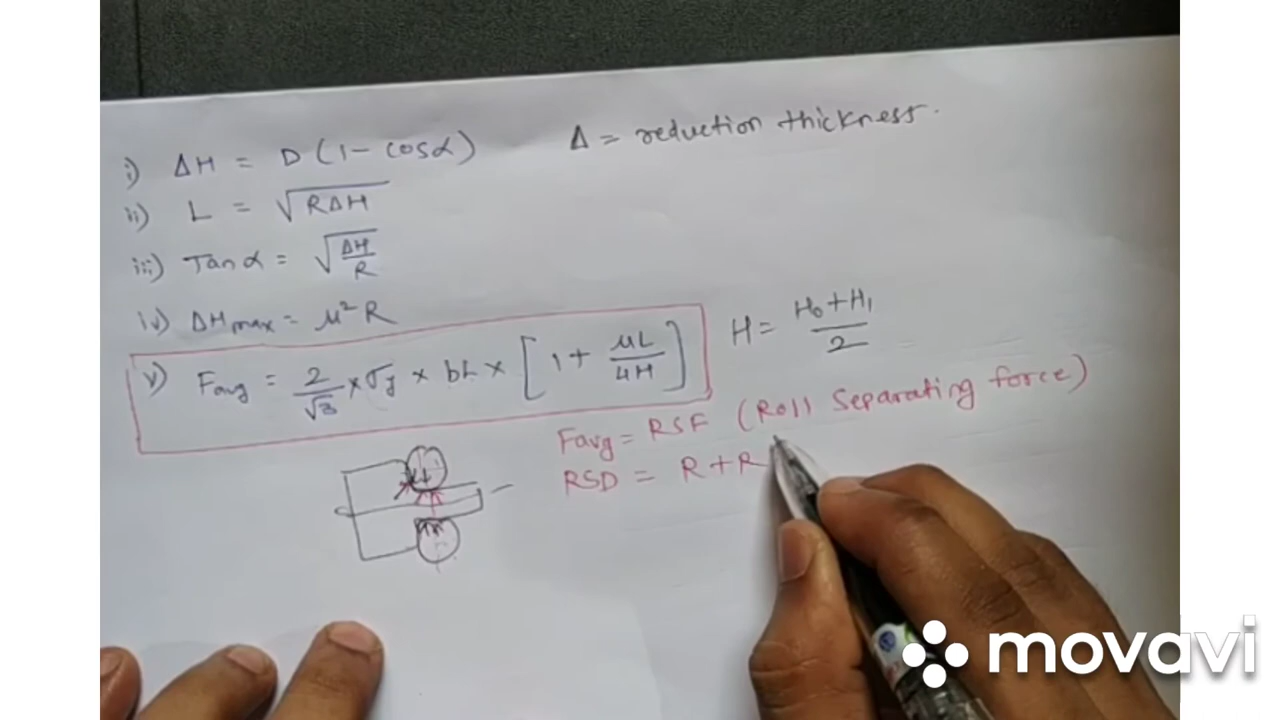 i) ΔH = D (1 - cosα)
Δ = reduction thickness.
ii) L = √RΔH
iii) Tanα = √ΔH/R
iv) ΔHmax = μ²R
H = H₀+H₁/2
v) Favg = 2/√3 × σy × bL × [1 + μL/4H]
Favg = RSF (Roll Separating force)
RSD = R+R
movavi